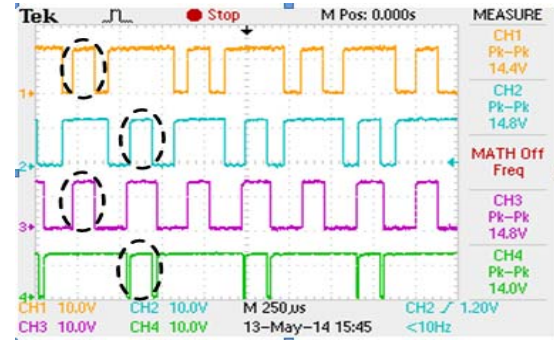 Tek Stop M Pos: 0.000s MEASURE
CH1
Pk-Pk
14.4V
1
CH2
Pk-Pk
14.8V
2
MATH Off
Freq
CH3
Pk-Pk
14.8V
3
CH4
Pk-Pk
14.0V
4
CH1 10.0V CH2 10.0V M 250µs CH2 / 1.20V
CH3 10.0V CH4 10.0V 13-May-14 15:45 <10Hz